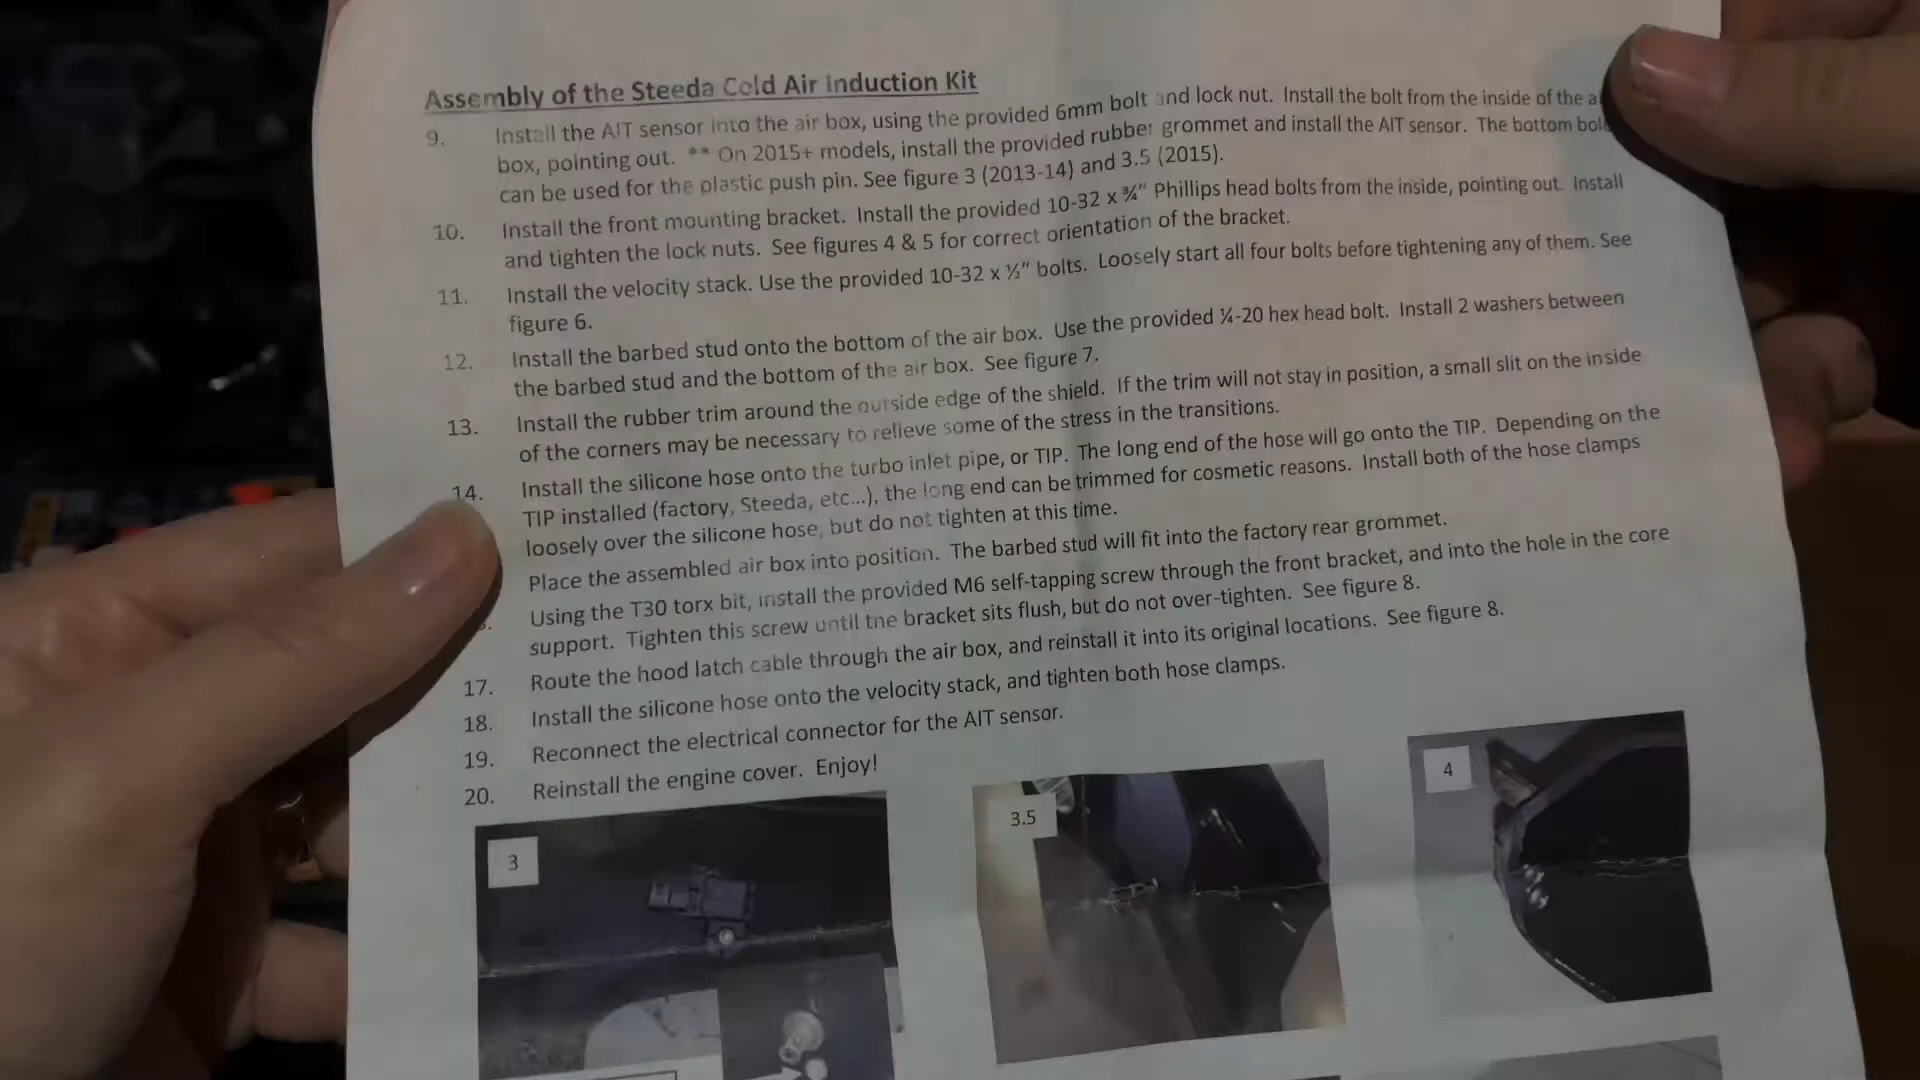 Assembly of the Steeda Cold Air Induction Kit
9. Install the AIT sensor into the air box, using the provided 6mm bolt and lock nut. Install the bolt from the inside of the
box, pointing out. ** On 2015+ models, install the provided rubber grommet and install the AIT sensor. The bottom
can be used for the plastic push pin. See figure 3 (2013-14) and 3.5 (2015).
10. Install the front mounting bracket. Install the provided 10-32 x ¾" Phillips head bolts from the inside, pointing out. Install
and tighten the lock nuts. See figures 4 & 5 for correct orientation of the bracket.
11. Install the velocity stack. Use the provided 10-32 x ½" bolts. Loosely start all four bolts before tightening any of them. See
figure 6.
12. Install the barbed stud onto the bottom of the air box. Use the provided ¼-20 hex head bolt. Install 2 washers between
the barbed stud and the bottom of the air box. See figure 7.
13. Install the rubber trim around the outside edge of the shield. If the trim will not stay in position, a small slit on the inside
of the corners may be necessary to relieve some of the stress in the transitions.
14. Install the silicone hose onto the turbo inlet pipe, or TIP. The long end of the hose will go onto the TIP. Depending on the
TIP installed (factory, Steeda, etc...), the long end can be trimmed for cosmetic reasons. Install both of the hose clamps
loosely over the silicone hose, but do not tighten at this time.
Place the assembled air box into position. The barbed stud will fit into the factory rear grommet.
Using the T30 torx bit, install the provided M6 self-tapping screw through the front bracket, and into the hole in the core
support. Tighten this screw until the bracket sits flush, but do not over-tighten. See figure 8.
17. Route the hood latch cable through the air box, and reinstall it into its original locations. See figure 8.
18. Install the silicone hose onto the velocity stack, and tighten both hose clamps.
19. Reconnect the electrical connector for the AIT sensor.
20. Reinstall the engine cover. Enjoy!
3
3.5
4